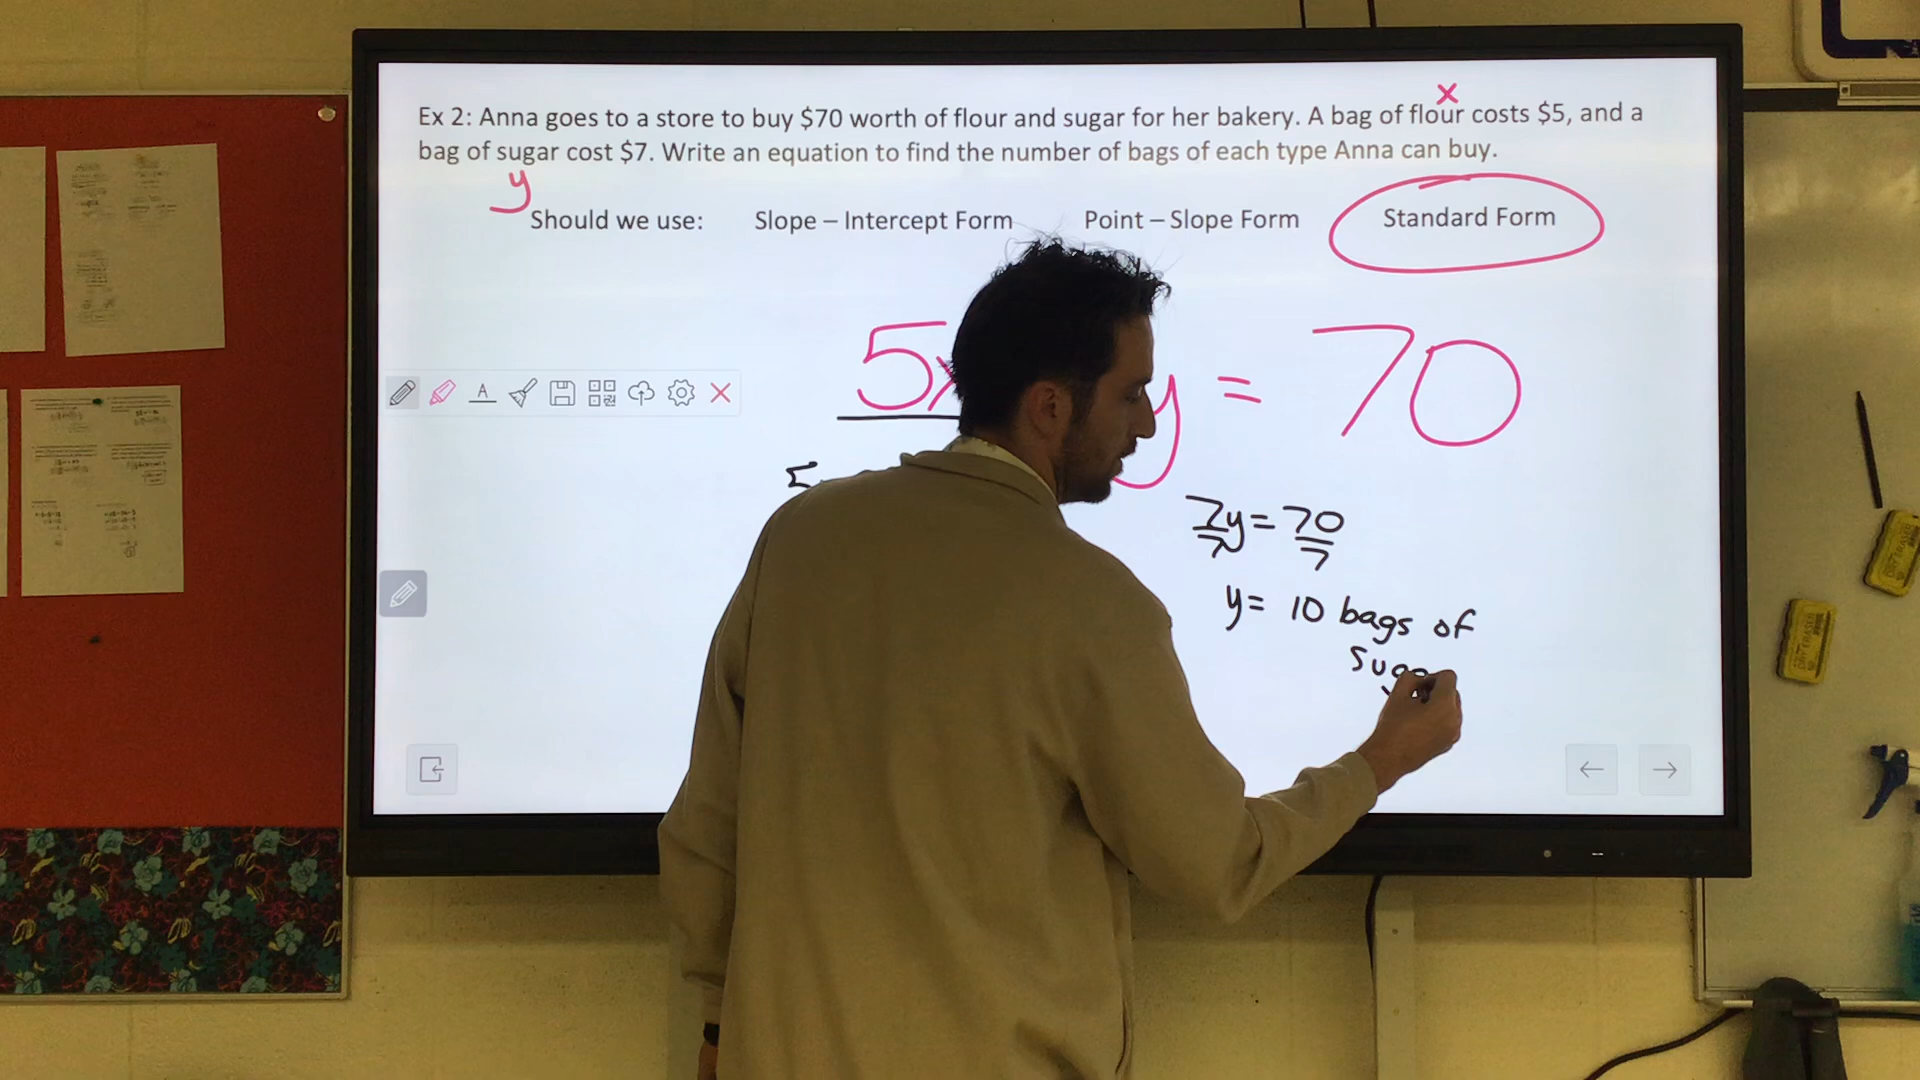 x
Ex 2: Anna goes to a store to buy $70 worth of flour and sugar for her bakery. A bag of flour costs $5, and a
bag of sugar cost $7. Write an equation to find the number of bags of each type Anna can buy.
y
Should we use: Slope – Intercept Form Point – Slope Form Standard Form
5x y = 70
A
5
7y = 70
7 7
y = 10 bags of